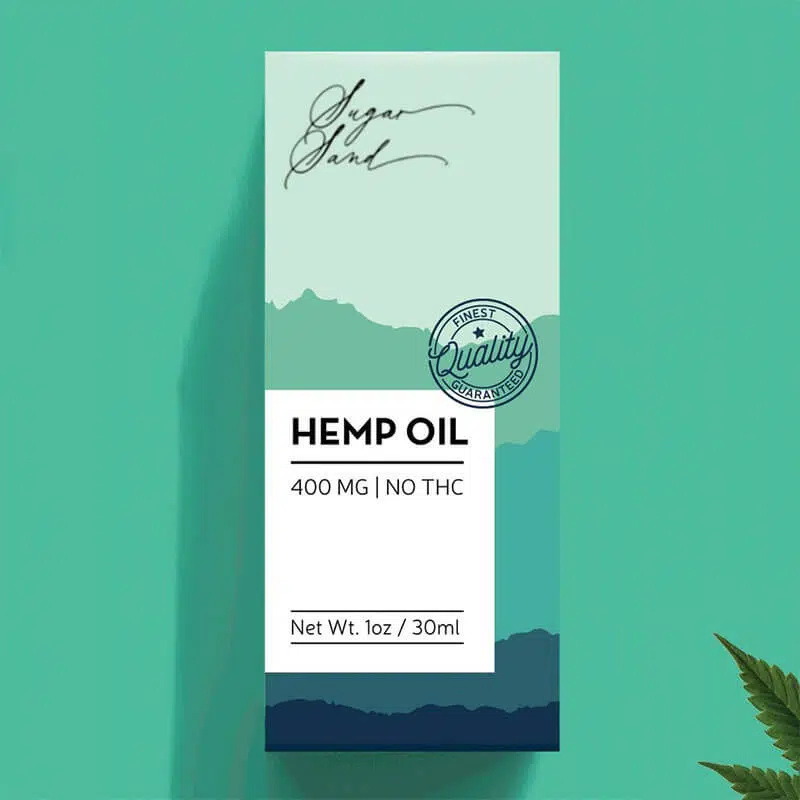 Sugar
Sand
FINEST
Quality
GUARANTEED
HEMP OIL
400 MG | NO THC
Net Wt. 1oz / 30ml